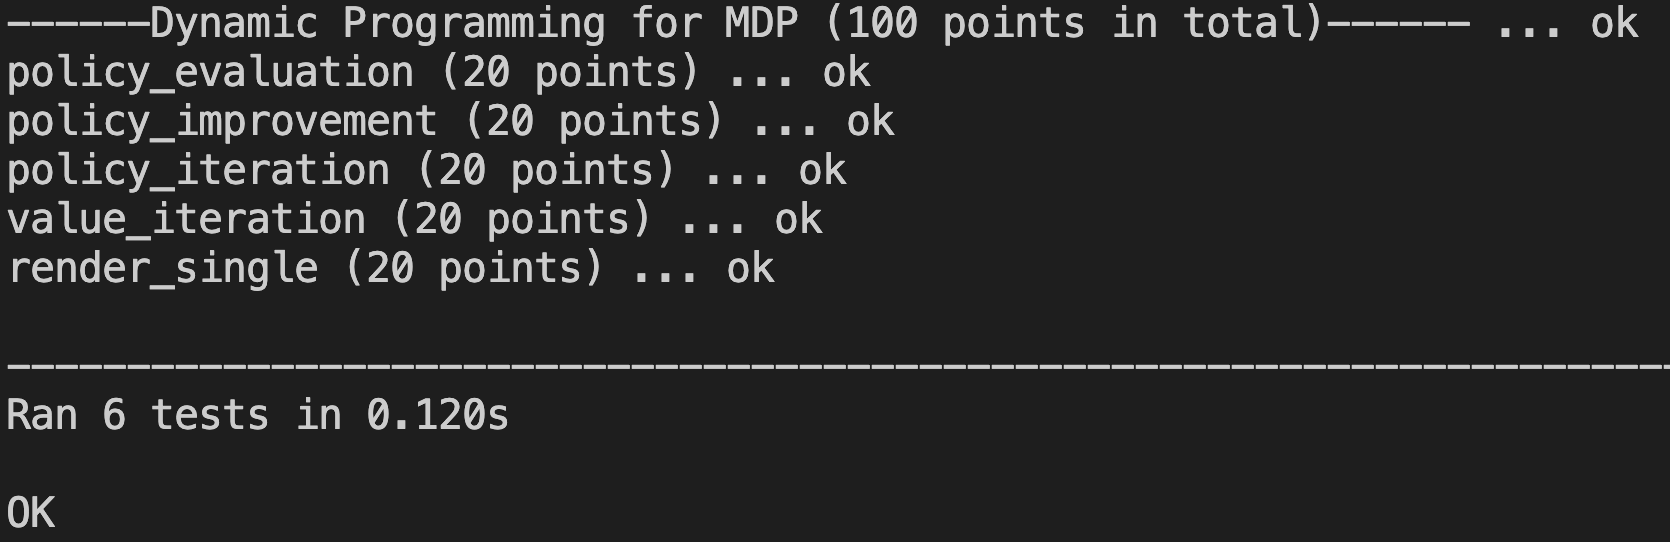 ------Dynamic Programming for MDP (100 points in total)------ ... ok
policy_evaluation (20 points) ... ok
policy_improvement (20 points) ... ok
policy_iteration (20 points) ... ok
value_iteration (20 points) ... ok
render_single (20 points) ... ok
----------------------------------------------------------------------
Ran 6 tests in 0.120s
OK